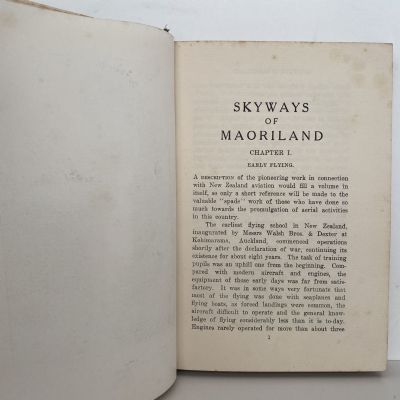 SKYWAYS
OF
MAORILAND
CHAPTER I.
EARLY FLYING.
A DESCRIPTION of the pioneering work in connection
with New Zealand aviation would fill a volume in
itself, so only a short reference will be made to the
valuable "spade" work of those who have done so
much towards the promulgation of aerial activities
in this country.
The earliest flying school in New Zealand,
inaugurated by Messrs Walsh Bros. & Dexter at
Kohimarama, Auckland, commenced operations
shortly after the declaration of war, continuing its
existence for about eight years. The task of training
pupils was an uphill one from the beginning. Com-
pared with modern aircraft and engines, the
equipment of these early days was far from satis-
factory. It was in some ways very fortunate that
most of the flying was done with seaplanes and
flying boats, as forced landings were common, the
aircraft difficult to operate and the general know-
ledge of flying considerably less than it is to-day.
Engines rarely operated for more than about three